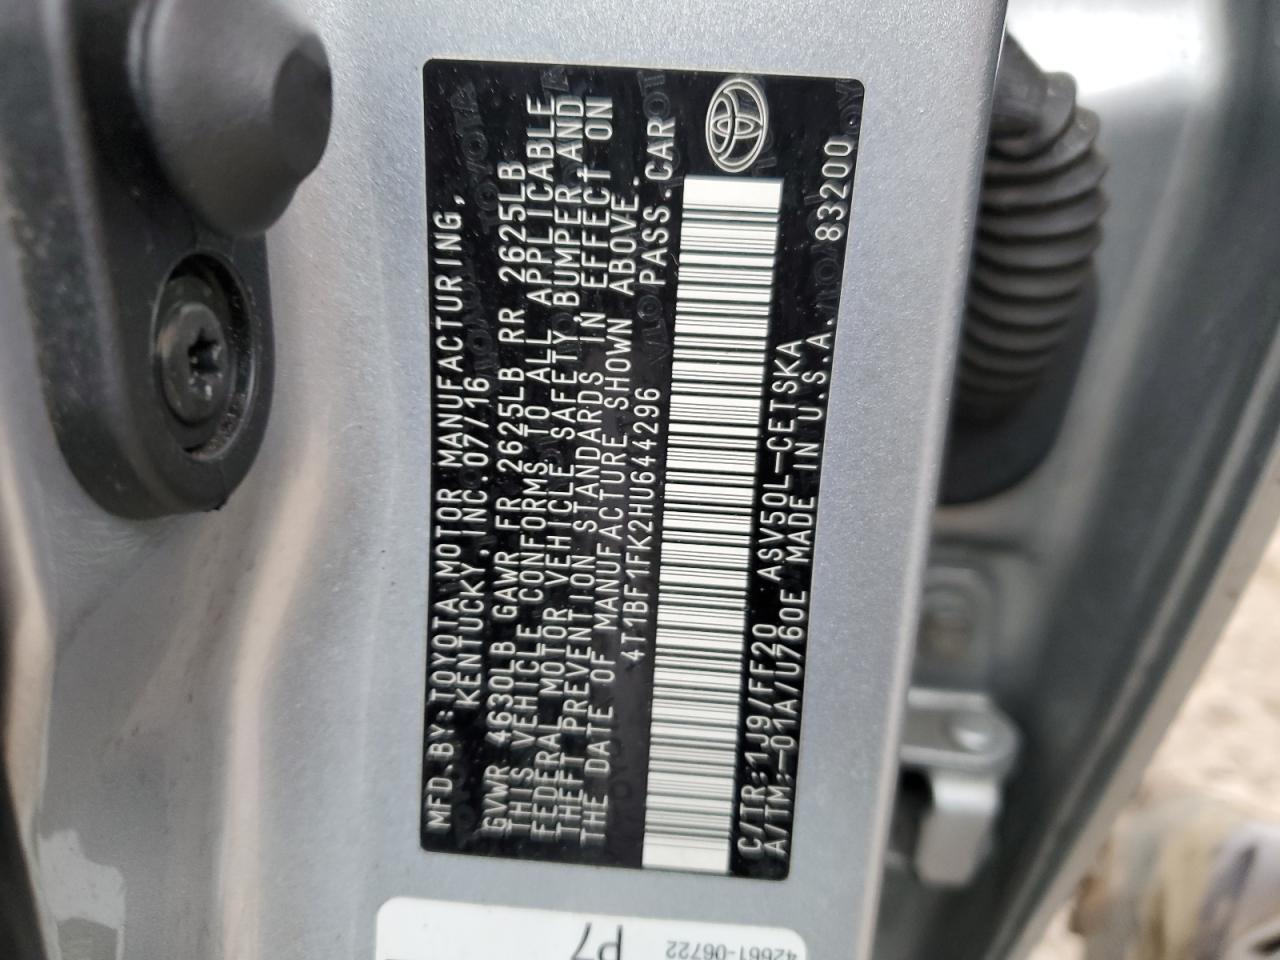 MFD.BY:TOYOTA MOTOR MANUFACTURING,
KENTUCKY,INC.07/16
GVWR 4630LB GAWR FR 2625LB RR 2625LB
THIS VEHICLE CONFORMS TO ALL APPLICABLE
FEDERAL MOTOR VEHICLE SAFETY,BUMPER,AND
THEFT PREVENTION STANDARDS IN EFFECT ON
THE DATE OF MANUFACTURE SHOWN ABOVE.
4T1BF1FK2HU644296 PASS.CAR
C/TR:1J9/FF20 ASV50L-CETSKA
A/TM:-01A/U760E MADE IN U.S.A. 83200
P7
42661-06722